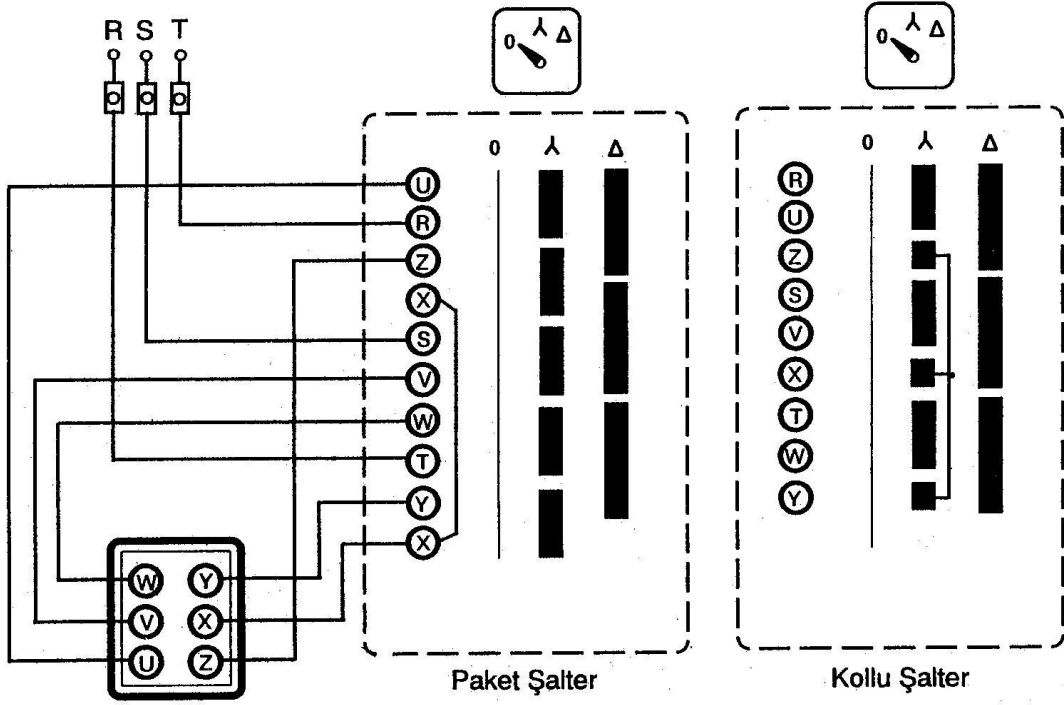 R S T
0 ⅄ Δ
0 ⅄ Δ
0 ⅄ Δ
U
R
Z
X
S
V
W
T
Y
X
0 ⅄ Δ
R
U
Z
S
V
X
T
W
Y
W Y
V X
U Z
Paket Şalter
Kollu Şalter